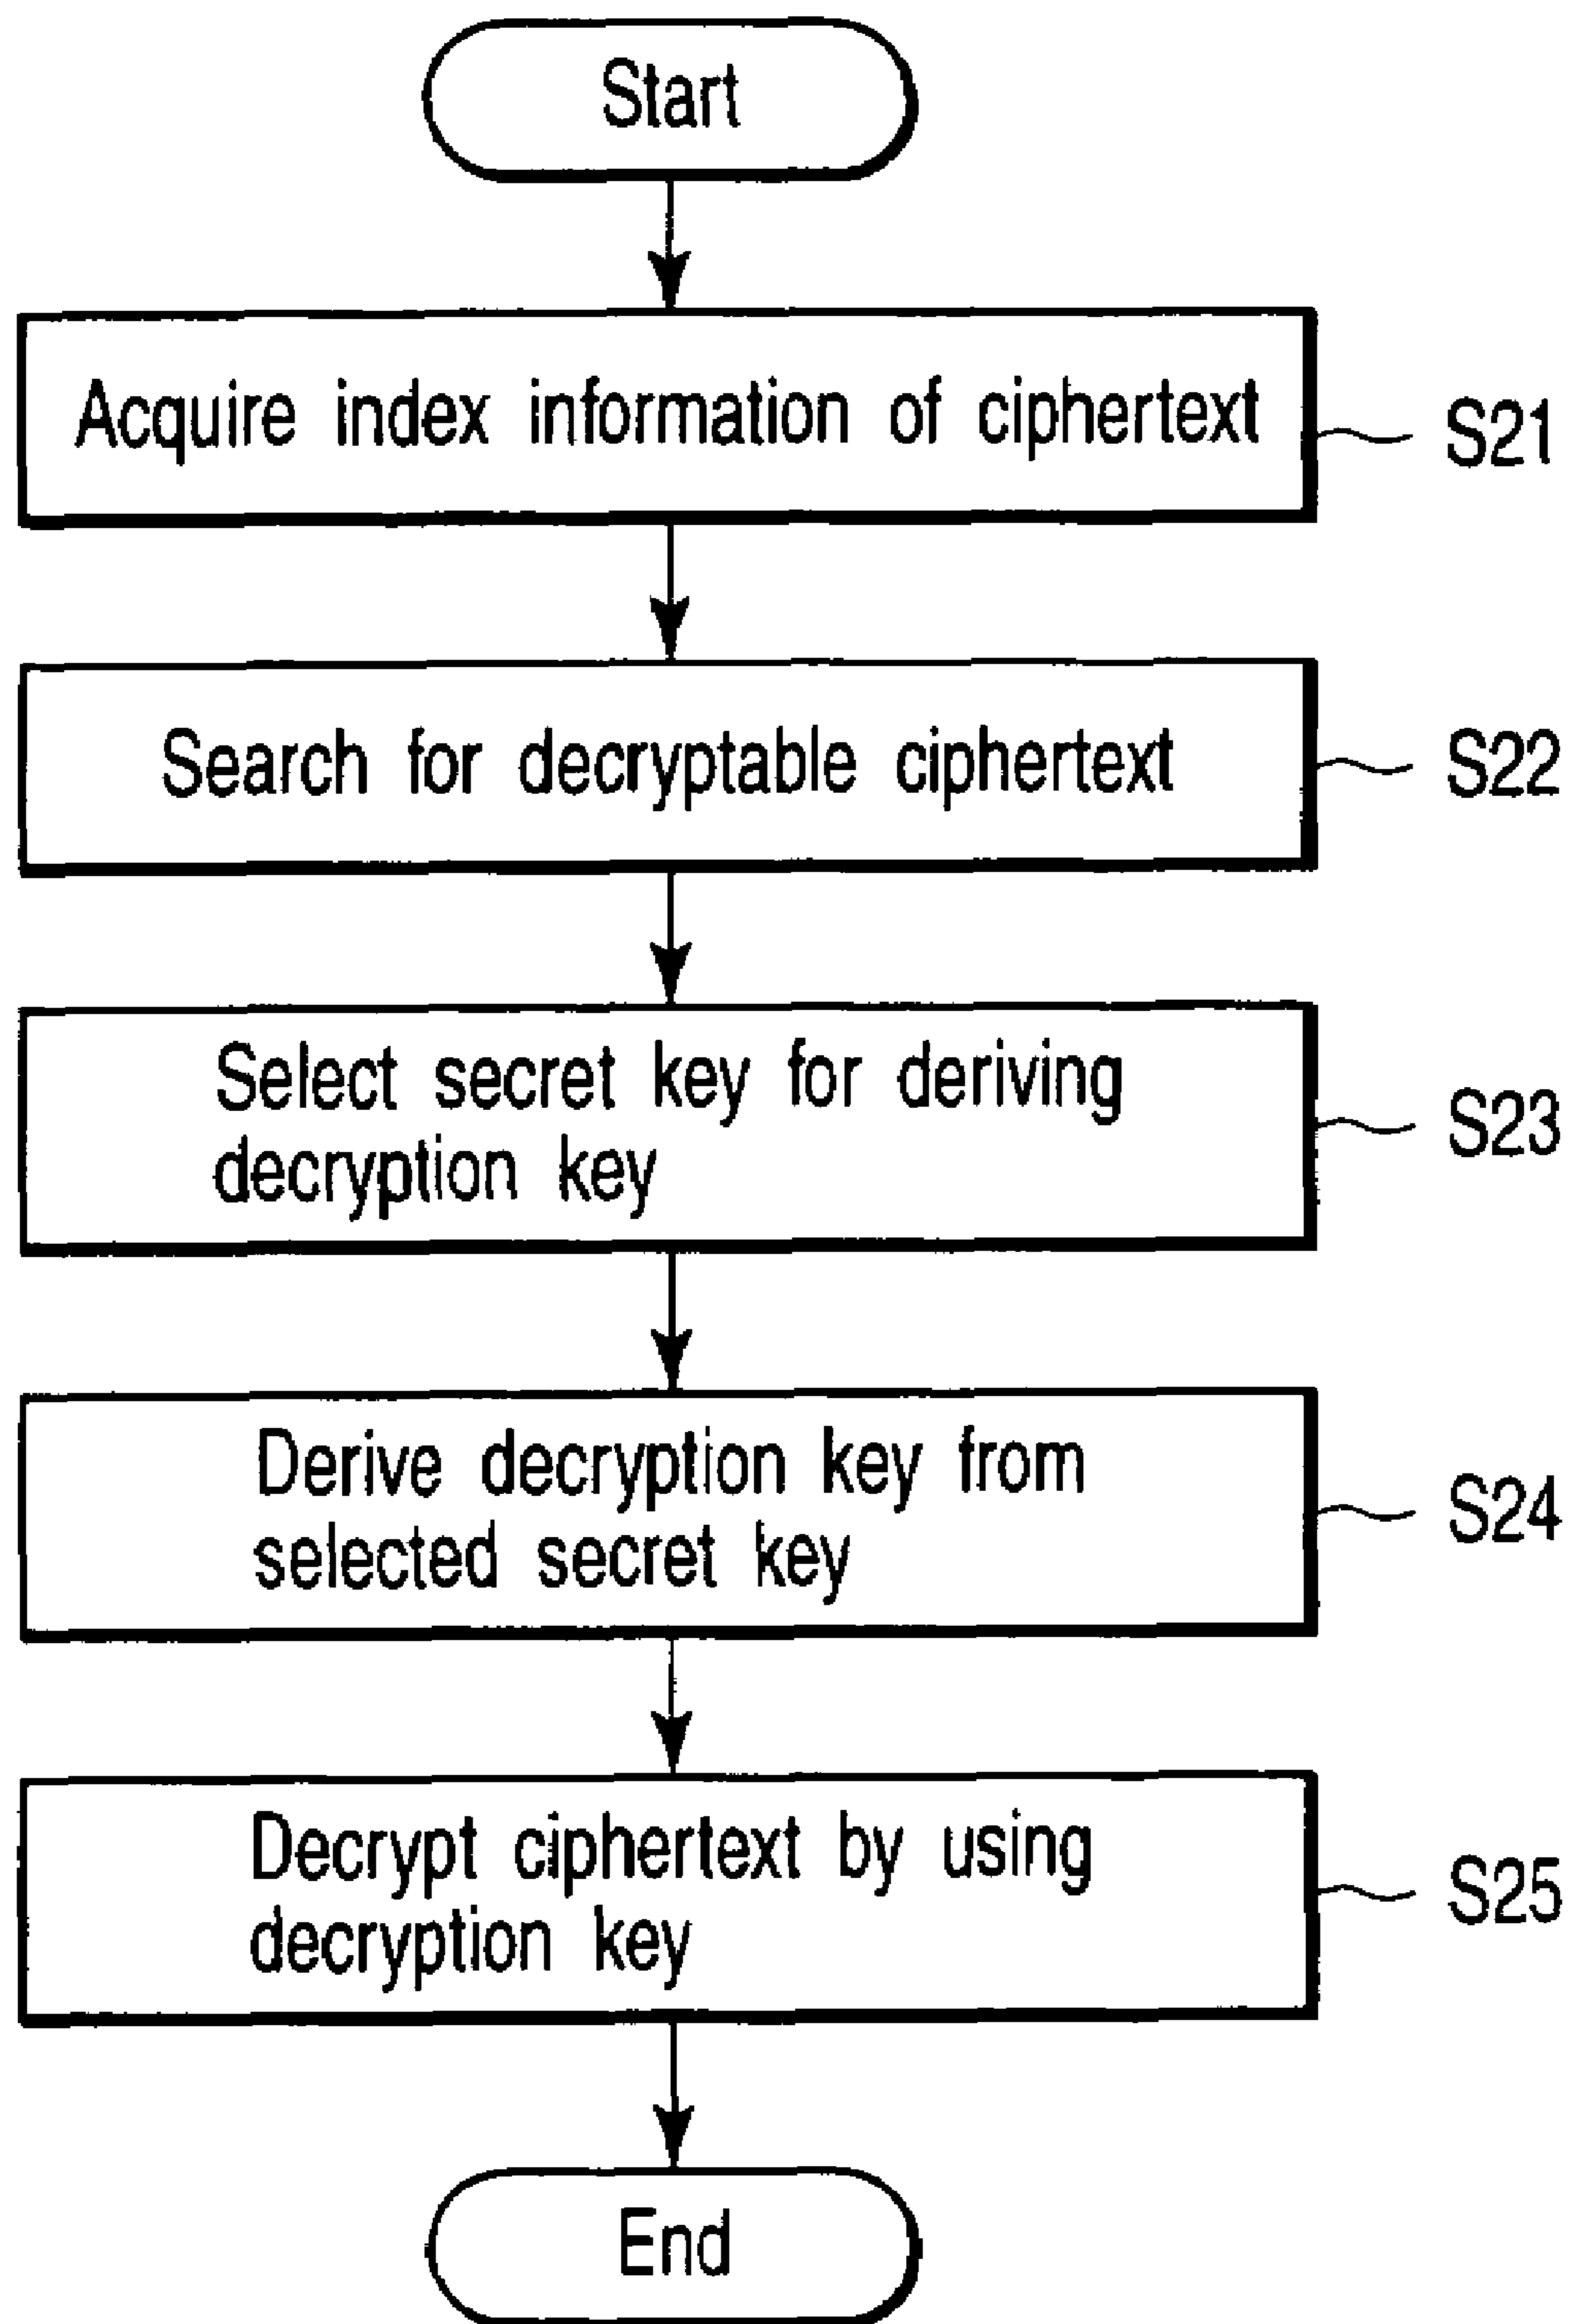 Start
Acquire index information of ciphertext
S21
Search for decryptable ciphertext
S22
Select secret key for deriving
decryption key
S23
Derive decryption key from
selected secret key
S24
Decrypt ciphertext by using
decryption key
S25
End